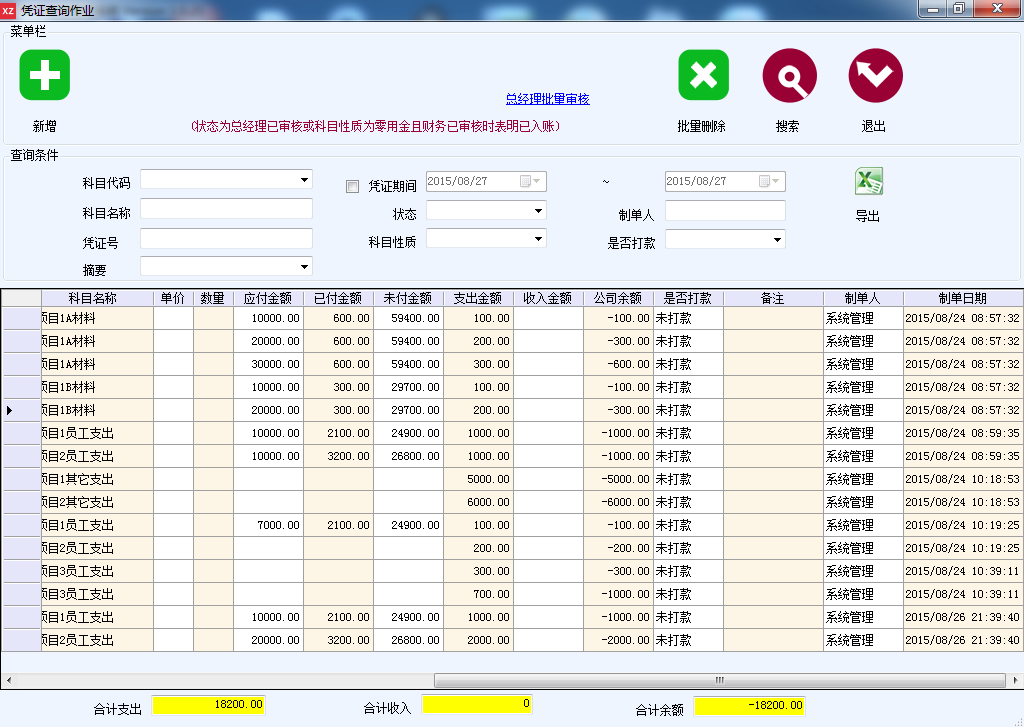 XZ 凭证查询作业
菜单栏
总经理批量审核
新增 (状态为总经理已审核或科目性质为零用金且财务已审核时表明已入账) 批量删除 搜索 退出
查询条件
科目代码 凭证期间 2015/08/27 ~ 2015/08/27
科目名称 状态 制单人 导出
凭证号 科目性质 是否打款
摘要
科目名称 单价 数量 应付金额 已付金额 未付金额 支出金额 收入金额 公司余额 是否打款 备注 制单人 制单日期
项目1A材料 10000.00 600.00 59400.00 100.00 -100.00 未打款 系统管理 2015/08/24 08:57:32
项目1A材料 20000.00 600.00 59400.00 200.00 -300.00 未打款 系统管理 2015/08/24 08:57:32
项目1A材料 30000.00 600.00 59400.00 300.00 -600.00 未打款 系统管理 2015/08/24 08:57:32
项目1B材料 10000.00 300.00 29700.00 100.00 -100.00 未打款 系统管理 2015/08/24 08:57:32
项目1B材料 20000.00 300.00 29700.00 200.00 -300.00 未打款 系统管理 2015/08/24 08:57:32
项目1员工支出 10000.00 2100.00 24900.00 1000.00 -1000.00 未打款 系统管理 2015/08/24 08:59:35
项目2员工支出 10000.00 3200.00 26800.00 1000.00 -1000.00 未打款 系统管理 2015/08/24 08:59:35
项目1其它支出 5000.00 -5000.00 未打款 系统管理 2015/08/24 10:18:53
项目2其它支出 6000.00 -6000.00 未打款 系统管理 2015/08/24 10:18:53
项目1员工支出 7000.00 2100.00 24900.00 100.00 -100.00 未打款 系统管理 2015/08/24 10:19:25
项目2员工支出 200.00 -200.00 未打款 系统管理 2015/08/24 10:19:25
项目3员工支出 300.00 -300.00 未打款 系统管理 2015/08/24 10:39:11
项目3员工支出 700.00 -1000.00 未打款 系统管理 2015/08/24 10:39:11
项目1员工支出 10000.00 2100.00 24900.00 1000.00 -1000.00 未打款 系统管理 2015/08/26 21:39:40
项目2员工支出 20000.00 3200.00 26800.00 2000.00 -2000.00 未打款 系统管理 2015/08/26 21:39:40
合计支出 18200.00 合计收入 0 合计余额 -18200.00